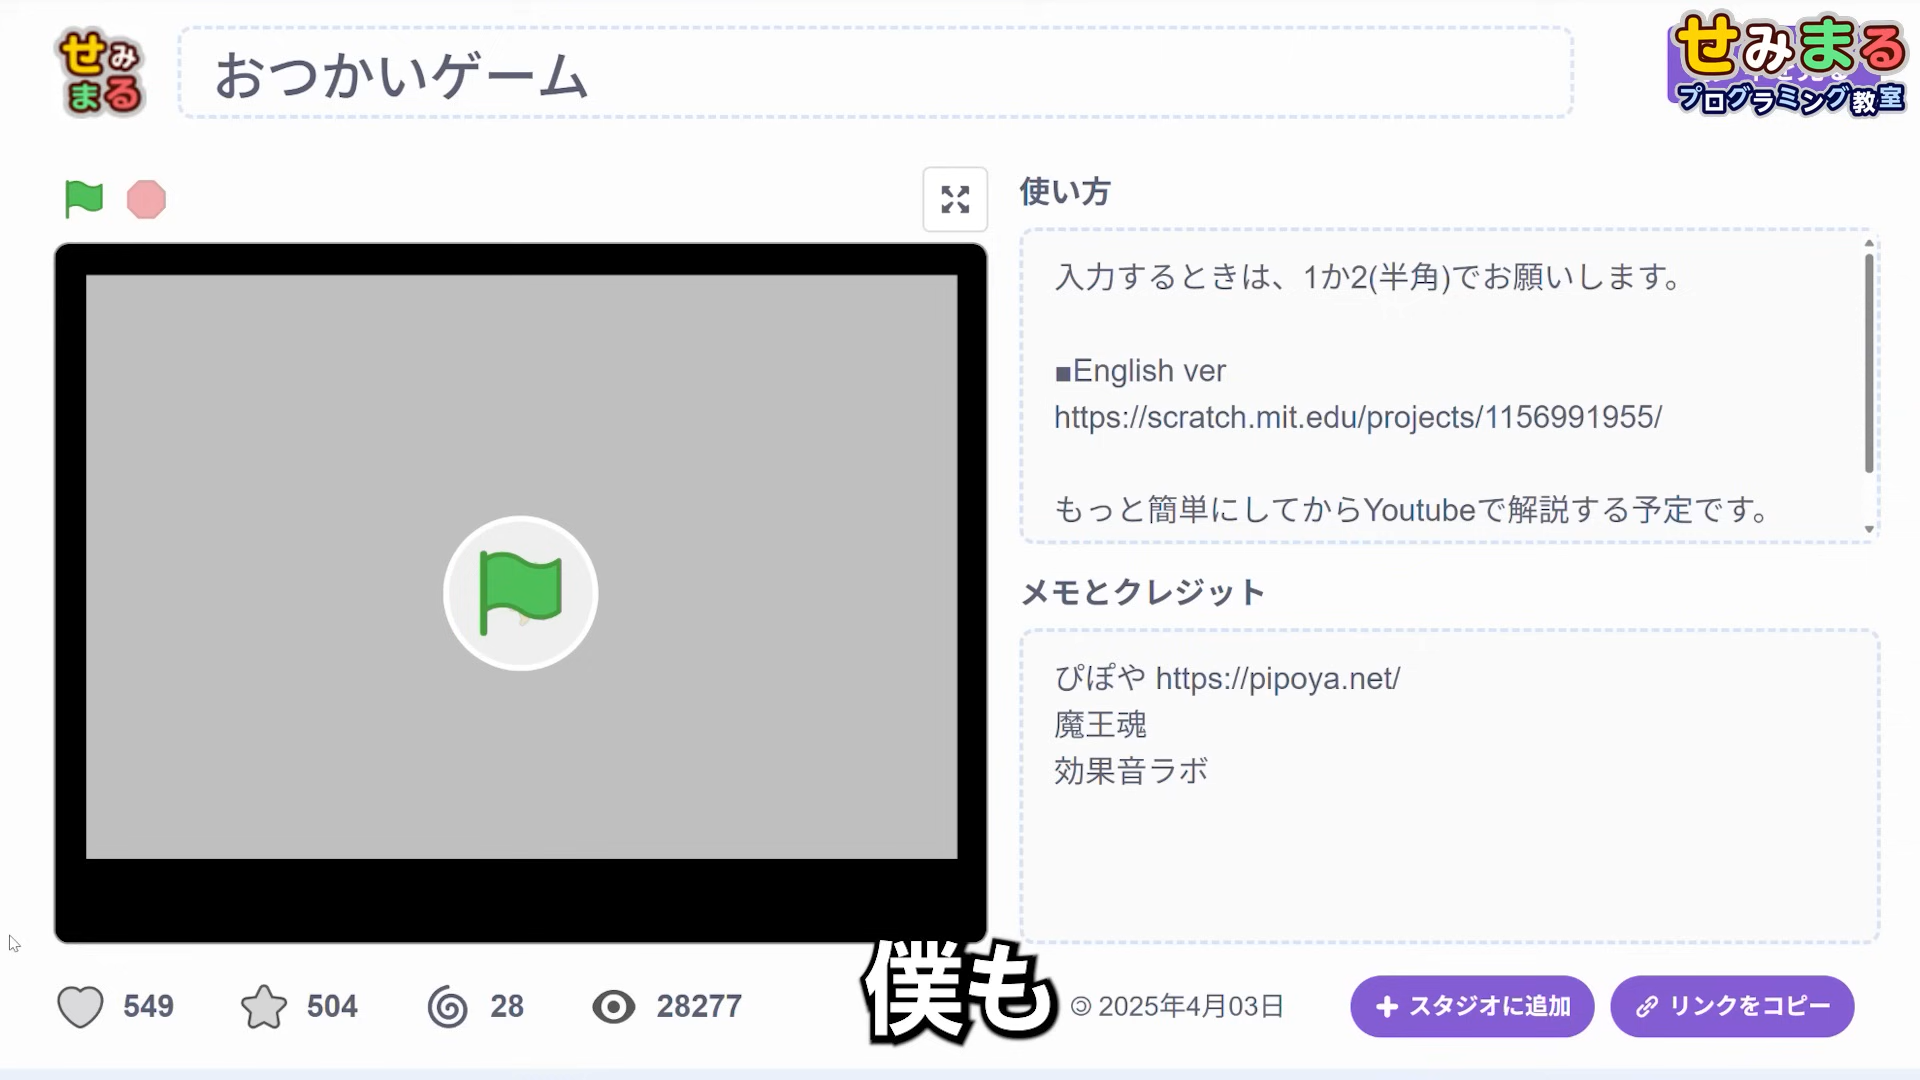 せみまる
おつかいゲーム
せみまる
プログラミング教室
使い方
入力するときは、1か2(半角)でお願いします。
■English ver
https://scratch.mit.edu/projects/1156991955/
もっと簡単にしてからYoutubeで解説する予定です。
メモとクレジット
ぴぽや https://pipoya.net/
魔王魂
効果音ラボ
549
504
28
28277
僕も
2025年4月03日
スタジオに追加
リンクをコピー